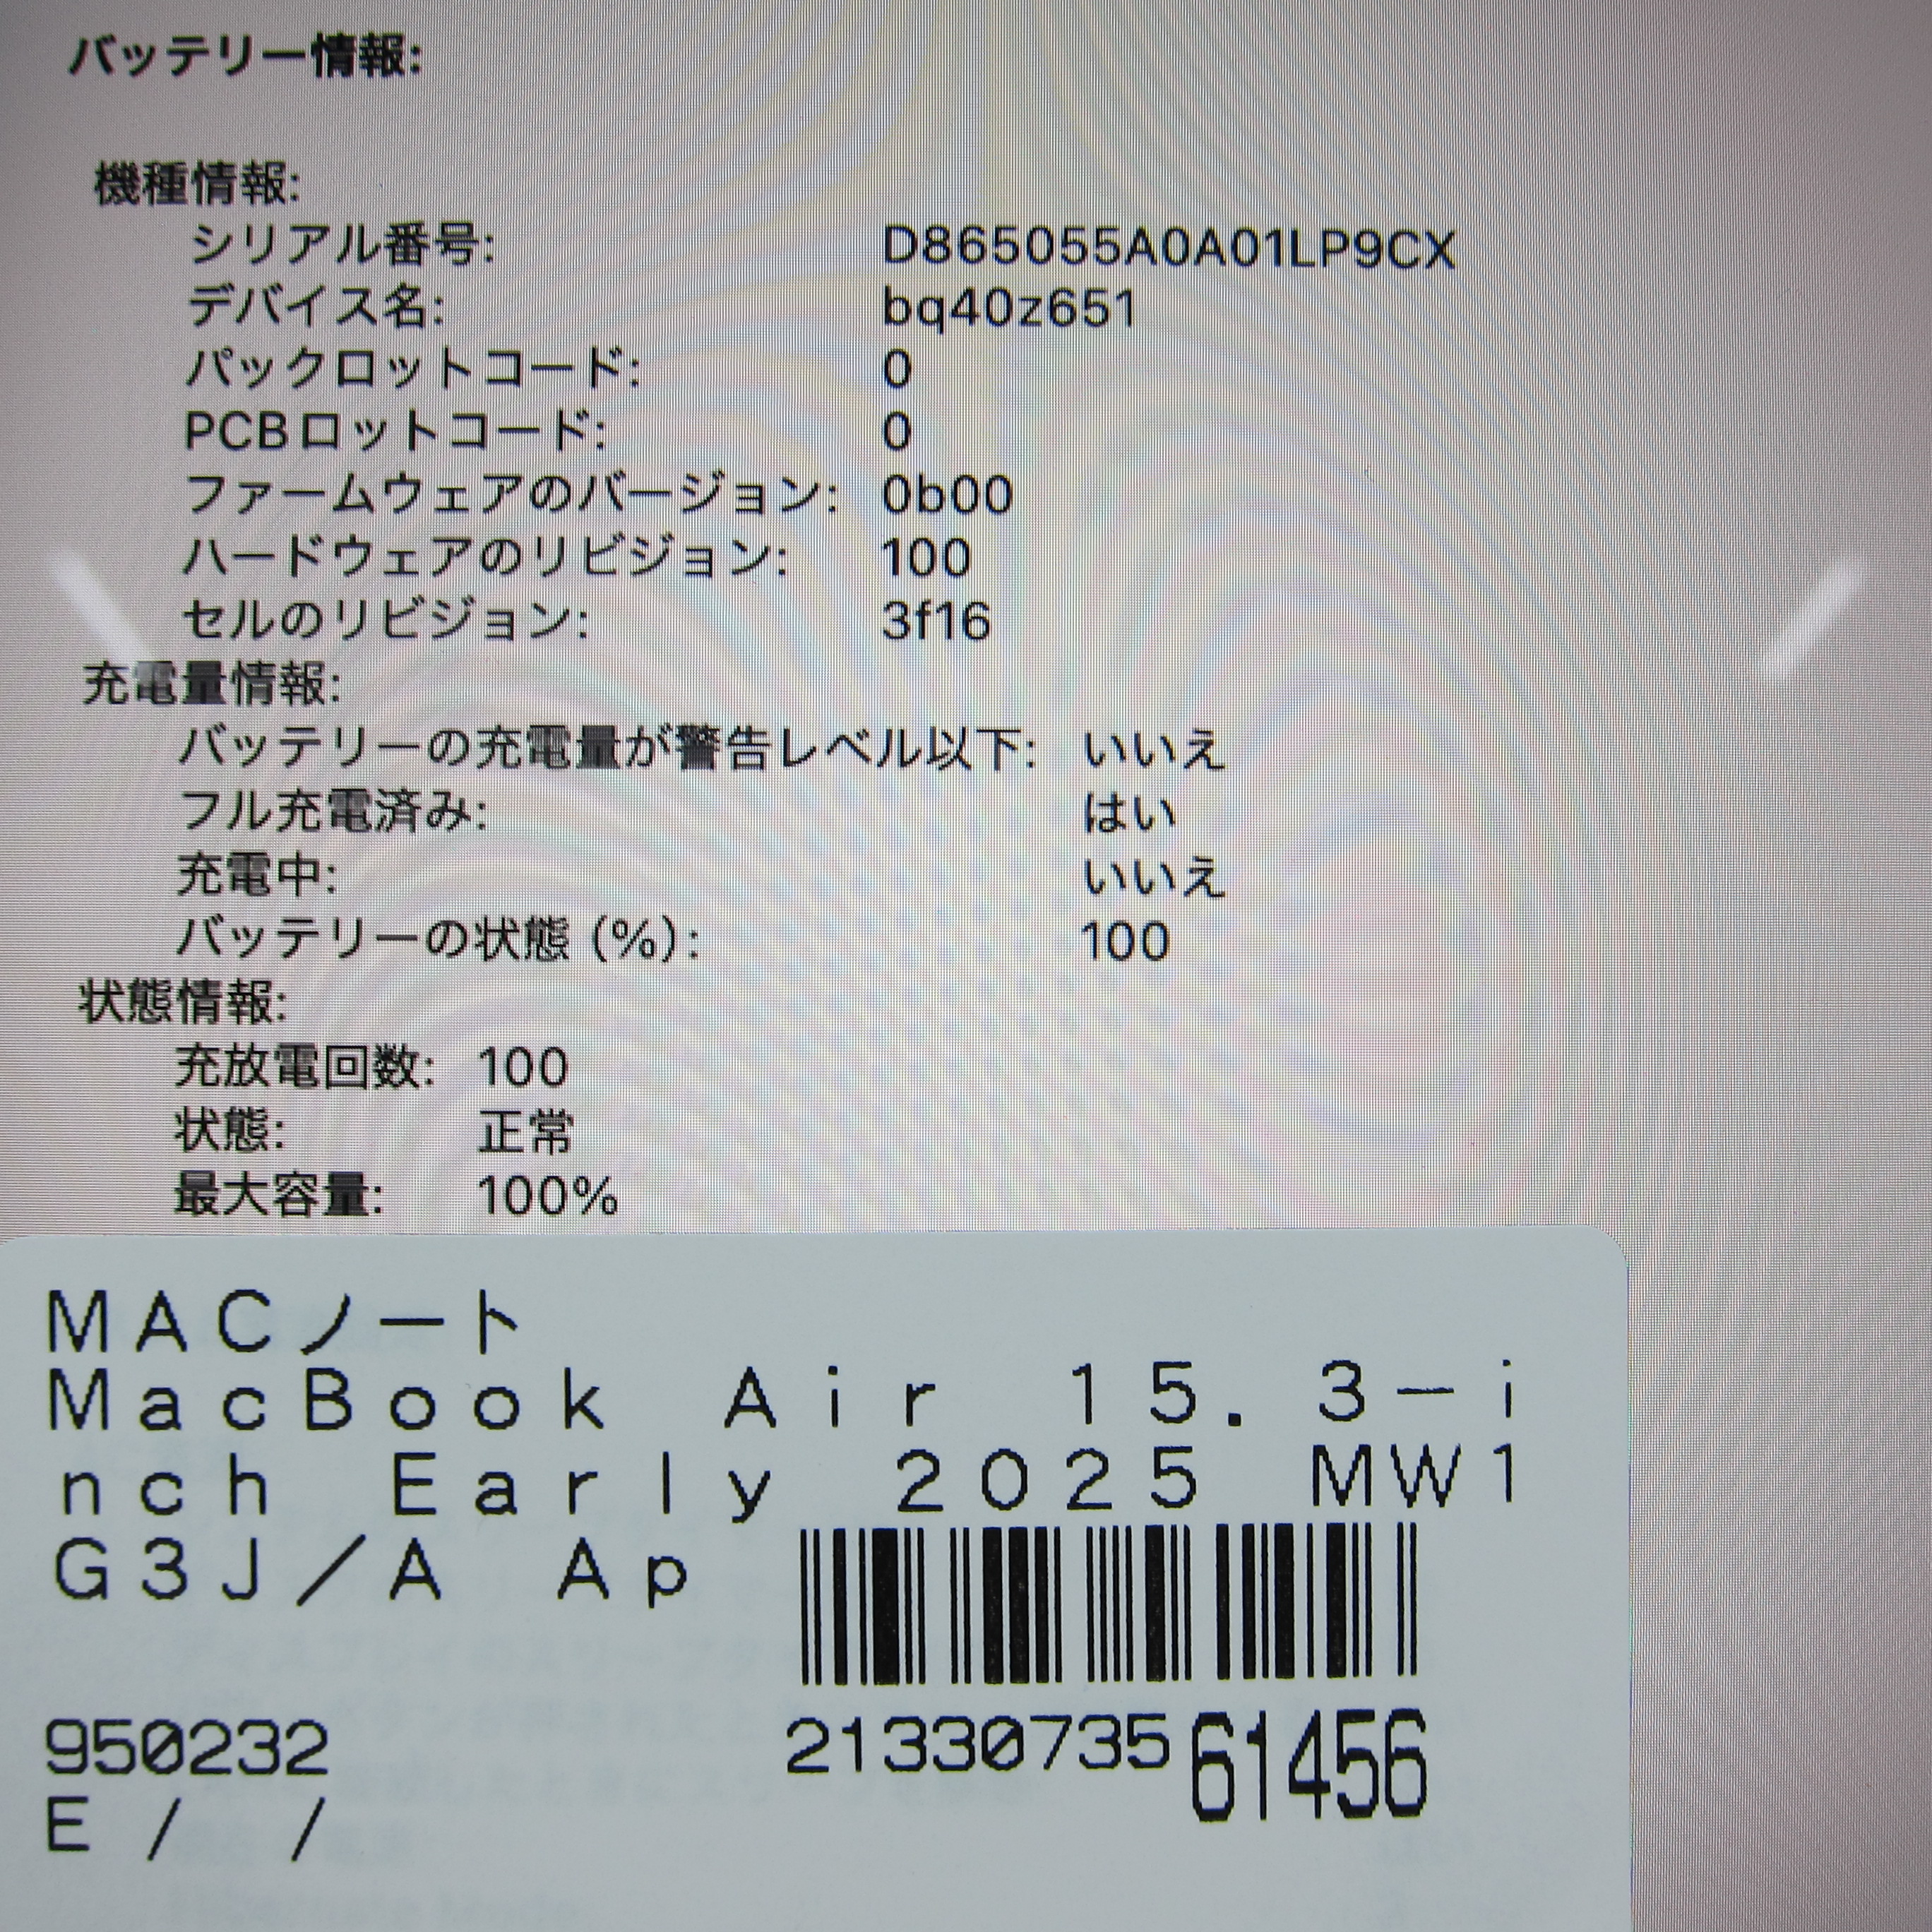 バッテリー情報:
機種情報:
シリアル番号: D865055A0A01LP9CX
デバイス名: bq40z651
パックロットコード: 0
PCBロットコード: 0
ファームウェアのバージョン: 0b00
ハードウェアのリビジョン: 100
セルのリビジョン: 3f16
充電量情報:
バッテリーの充電量が警告レベル以下: いいえ
フル充電済み: はい
充電中: いいえ
バッテリーの状態 (%): 100
状態情報:
充放電回数: 100
状態: 正常
最大容量: 100%
MACノート
MacBook Air 15.3-i
nch Early 2025 MW1
G3J/A Ap
950232 2133073561456
E / /